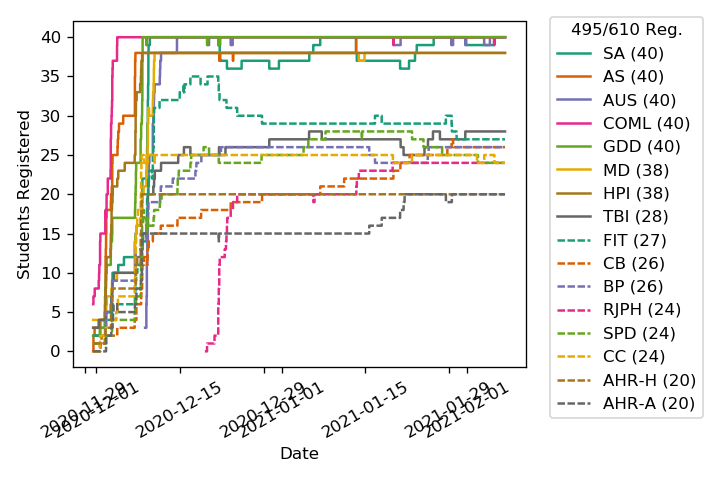 495/610 Reg.
SA (40)
AS (40)
AUS (40)
COML (40)
GDD (40)
MD (38)
HPI (38)
TBI (28)
FIT (27)
CB (26)
BP (26)
RJPH (24)
SPD (24)
CC (24)
AHR-H (20)
AHR-A (20)
Students Registered
40
35
30
25
20
15
10
5
0
2020-11-29
2020-12-01
2020-12-15
2020-12-29
2021-01-01
2021-01-15
2021-01-29
2021-02-01
Date